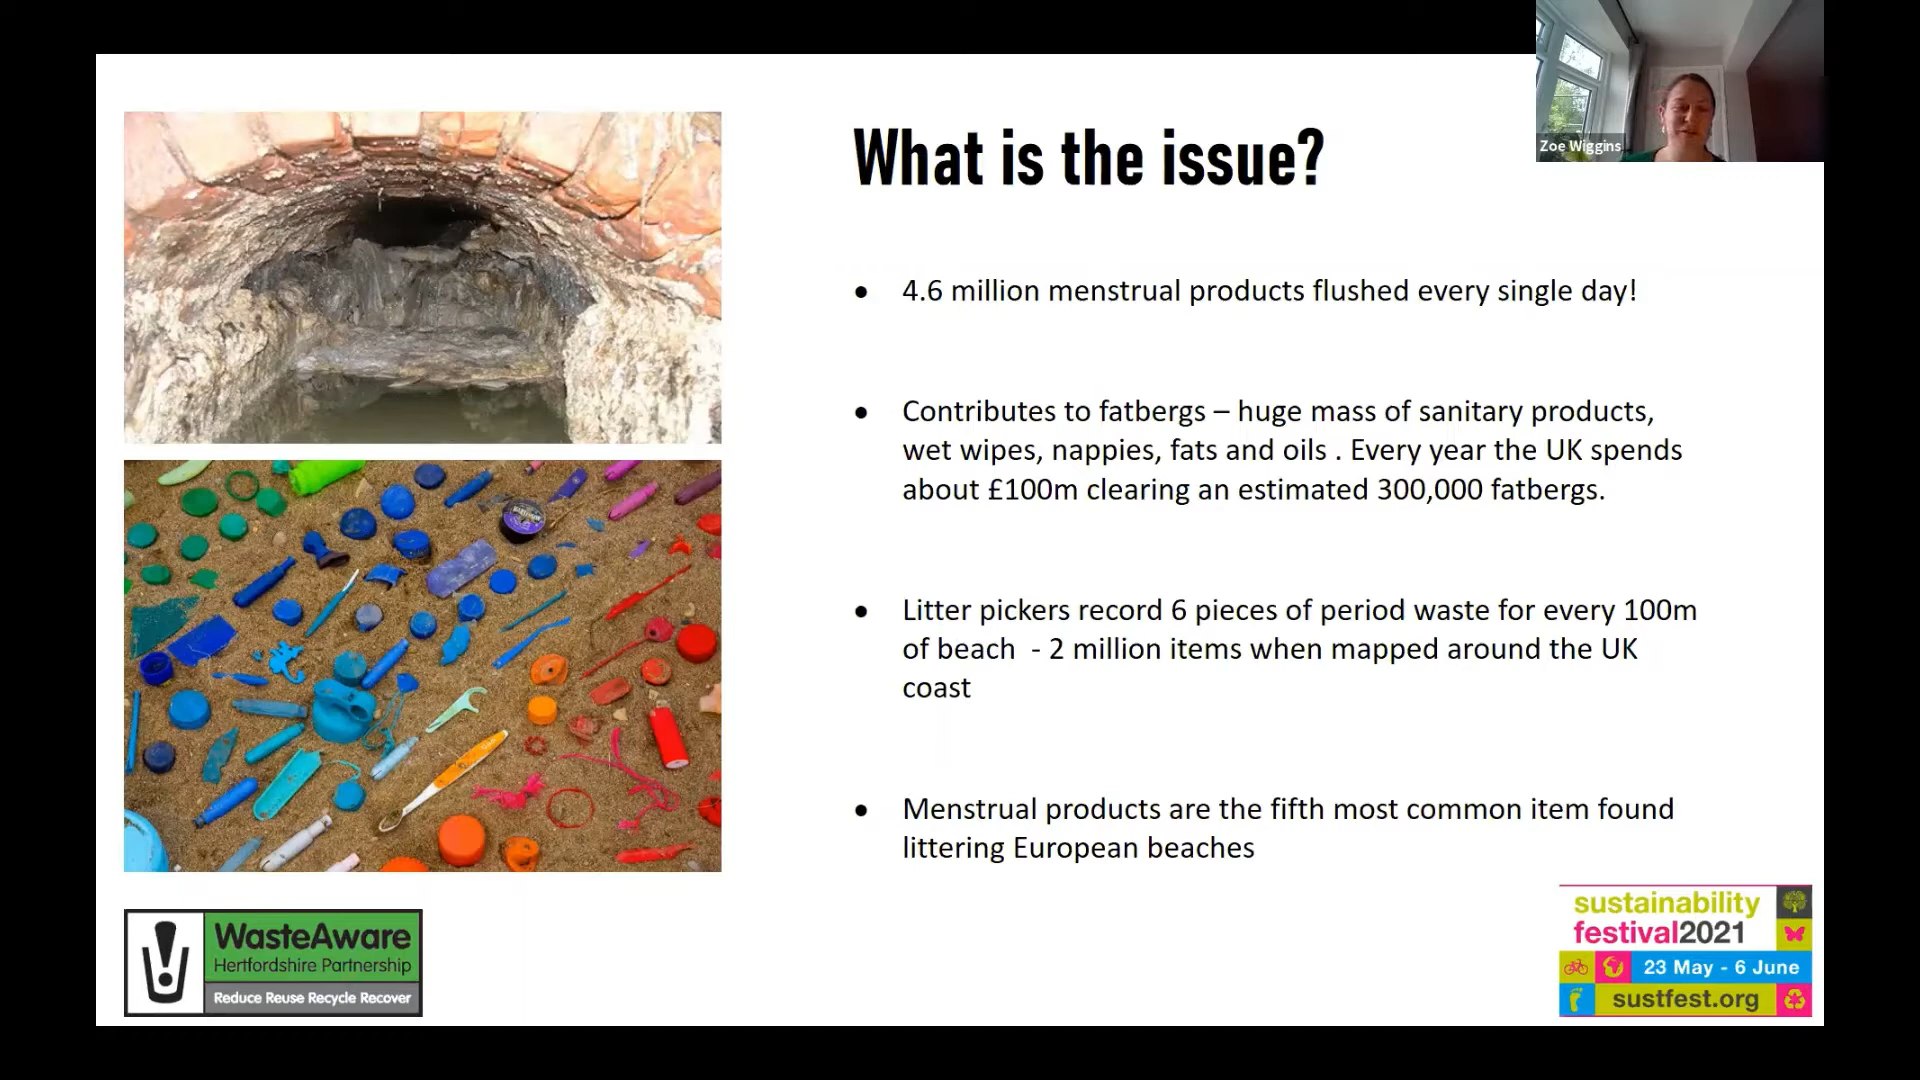 Zoe Wiggins
What is the issue?
• 4.6 million menstrual products flushed every single day!
• Contributes to fatbergs – huge mass of sanitary products,
wet wipes, nappies, fats and oils . Every year the UK spends
about £100m clearing an estimated 300,000 fatbergs.
• Litter pickers record 6 pieces of period waste for every 100m
of beach  - 2 million items when mapped around the UK
coast
• Menstrual products are the fifth most common item found
littering European beaches
WasteAware
Hertfordshire Partnership
Reduce Reuse Recycle Recover
sustainability
festival2021
23 May - 6 June
sustfest.org